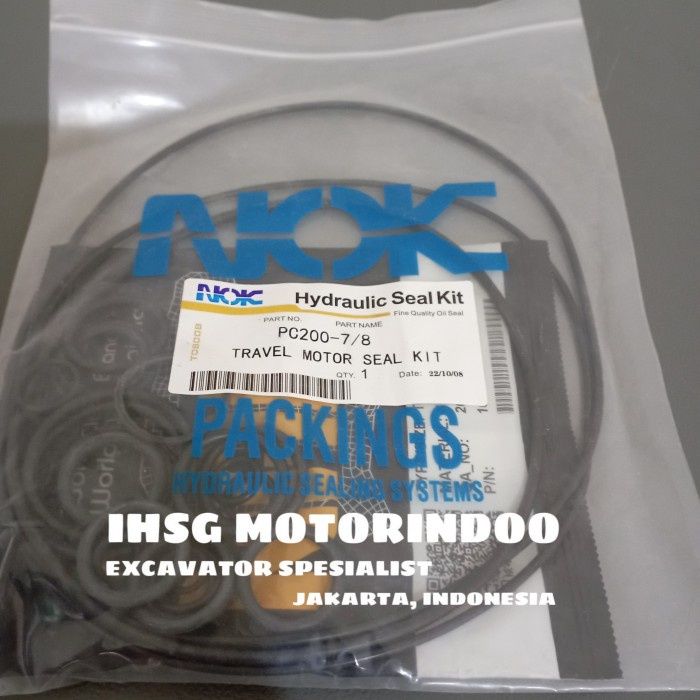 NOK
NOK Hydraulic Seal Kit
Fine Quality Oil Seal
PART NO. PART NAME
PC200-7/8
TRAVEL MOTOR SEAL KIT
QTY. 1 Date: 22/10/08
TOSOOB
PACKINGS
HYDRAULIC SEALING SYSTEMS
P/N:
IHSG MOTORINDOO
EXCAVATOR SPESIALIST
JAKARTA, INDONESIA